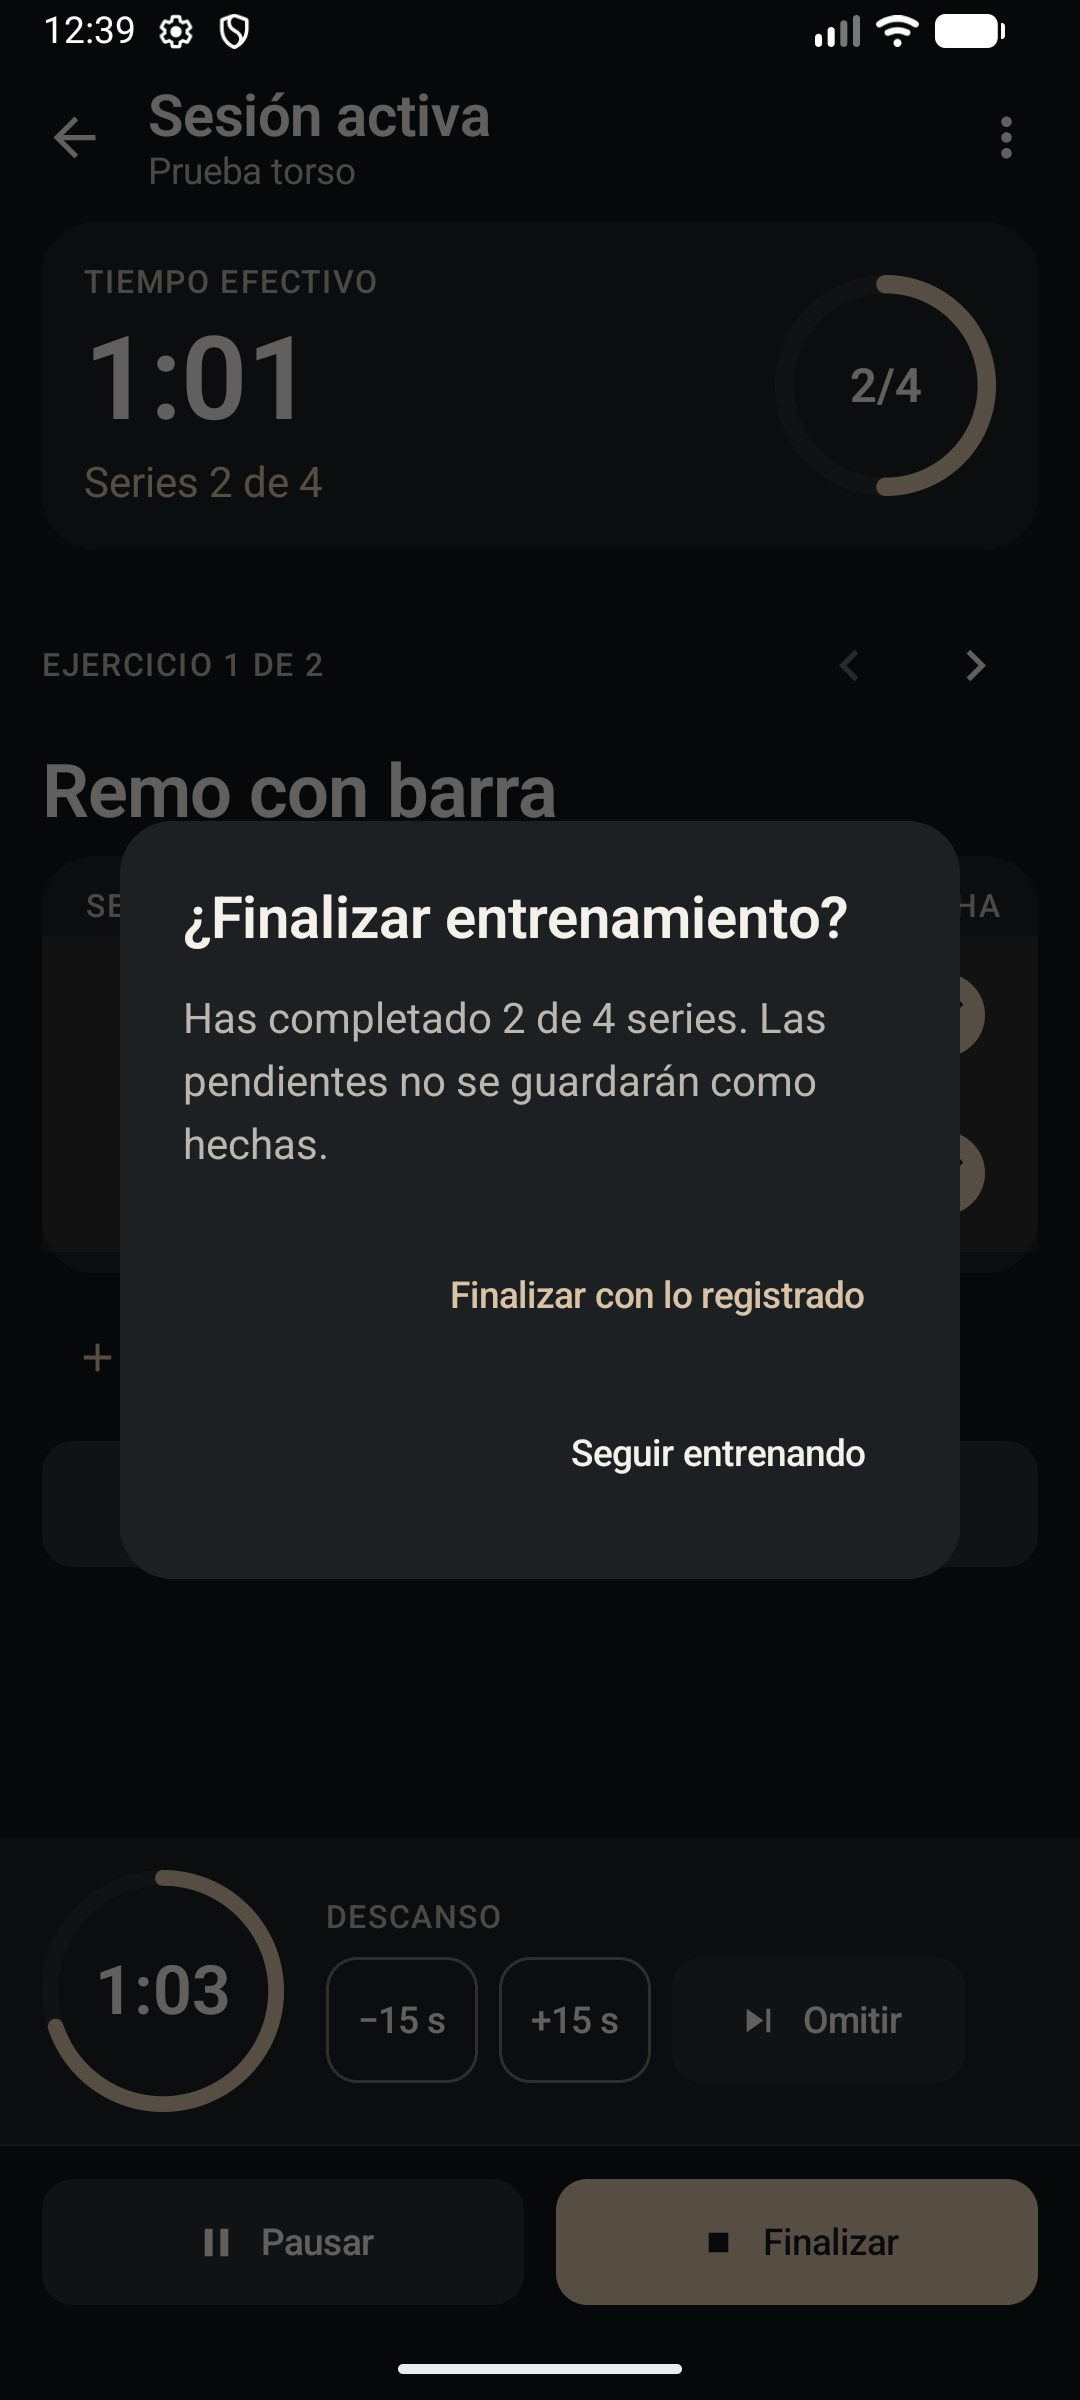 12:39
Sesión activa
Prueba torso
TIEMPO EFECTIVO
1:01
2/4
Series 2 de 4
EJERCICIO 1 DE 2
Remo con barra
¿Finalizar entrenamiento?
Has completado 2 de 4 series. Las
pendientes no se guardarán como
hechas.
Finalizar con lo registrado
Seguir entrenando
DESCANSO
1:03
−15 s
+15 s
Omitir
Pausar
Finalizar